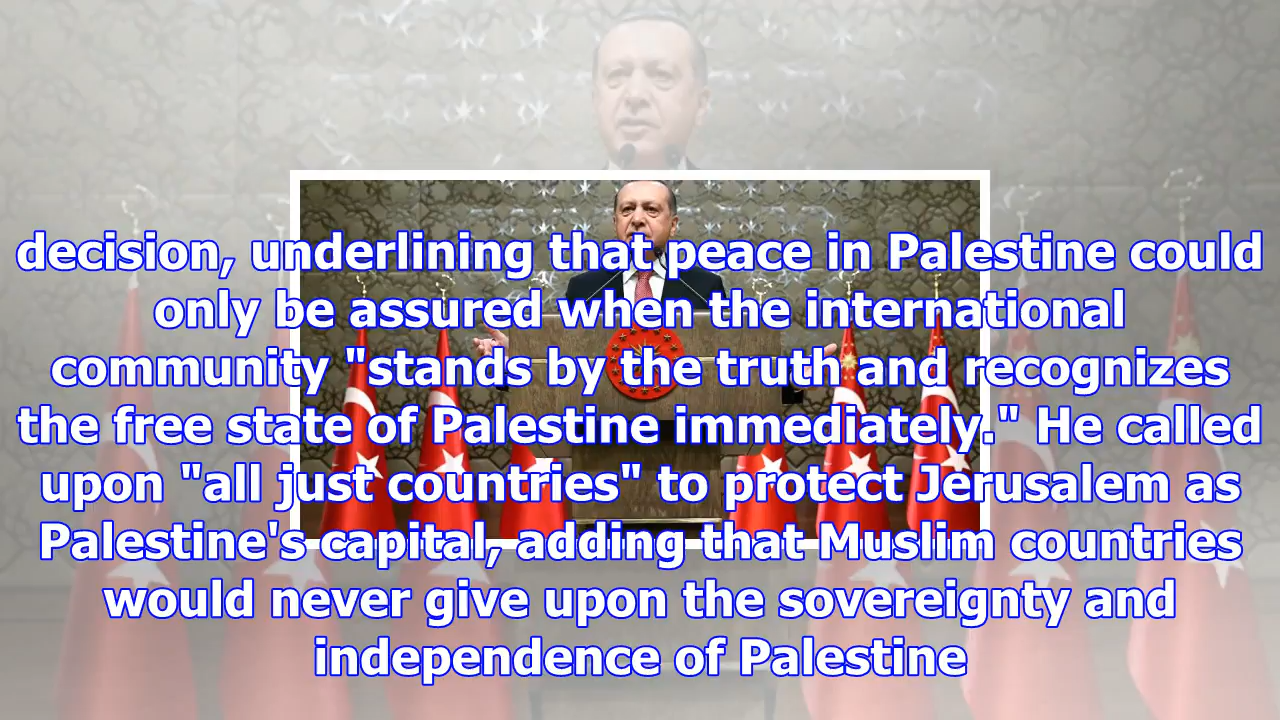 decision, underlining that peace in Palestine could
only be assured when the international
community "stands by the truth and recognizes
the free state of Palestine immediately." He called
upon "all just countries" to protect Jerusalem as
Palestine's capital, adding that Muslim countries
would never give upon the sovereignty and
independence of Palestine